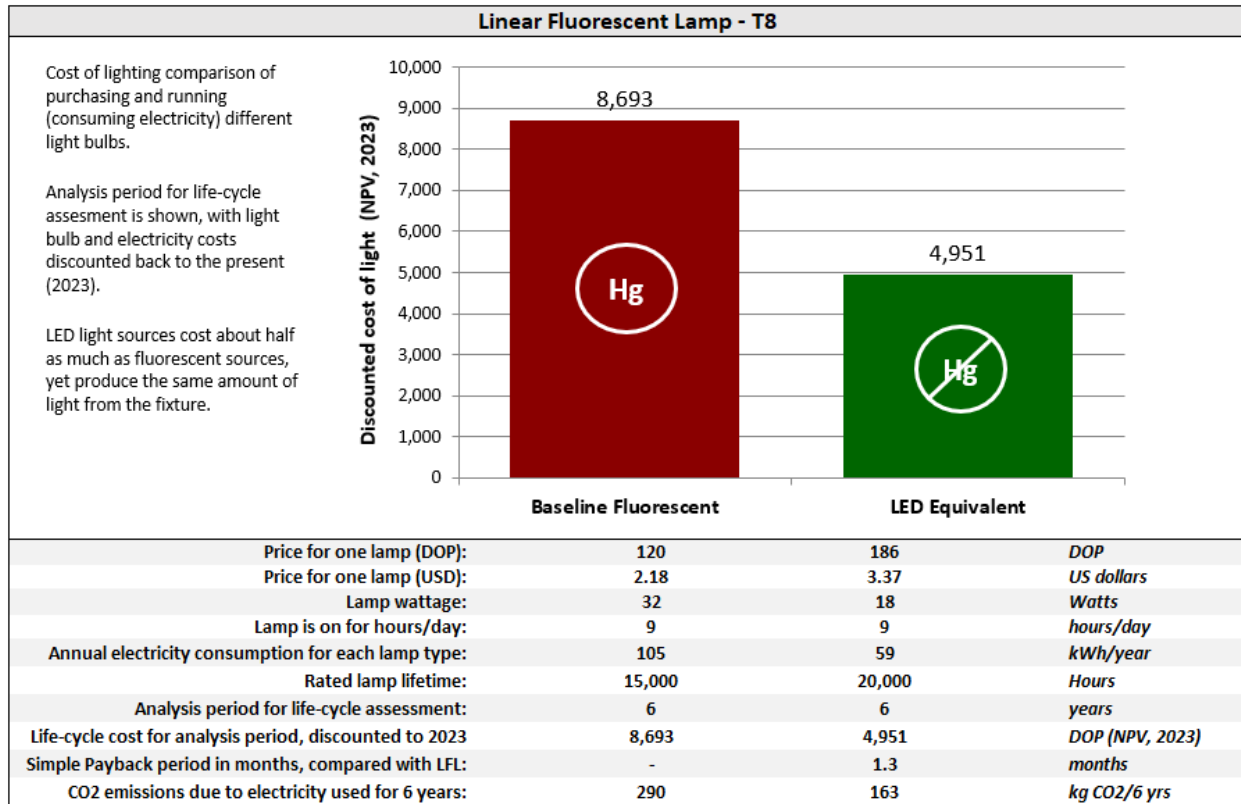 Linear Fluorescent Lamp - T8
Cost of lighting comparison of
purchasing and running
(consuming electricity) different
light bulbs.
Analysis period for life-cycle
assesment is shown, with light
bulb and electricity costs
discounted back to the present
(2023).
LED light sources cost about half
as much as fluorescent sources,
yet produce the same amount of
light from the fixture.
Discounted cost of light (NPV, 2023)
10,000
9,000
8,000
7,000
6,000
5,000
4,000
3,000
2,000
1,000
0
8,693
Hg
4,951
Hg
Baseline Fluorescent LED Equivalent
Price for one lamp (DOP): 120 186 DOP
Price for one lamp (USD): 2.18 3.37 US dollars
Lamp wattage: 32 18 Watts
Lamp is on for hours/day: 9 9 hours/day
Annual electricity consumption for each lamp type: 105 59 kWh/year
Rated lamp lifetime: 15,000 20,000 Hours
Analysis period for life-cycle assessment: 6 6 years
Life-cycle cost for analysis period, discounted to 2023 8,693 4,951 DOP (NPV, 2023)
Simple Payback period in months, compared with LFL: - 1.3 months
CO2 emissions due to electricity used for 6 years: 290 163 kg CO2/6 yrs